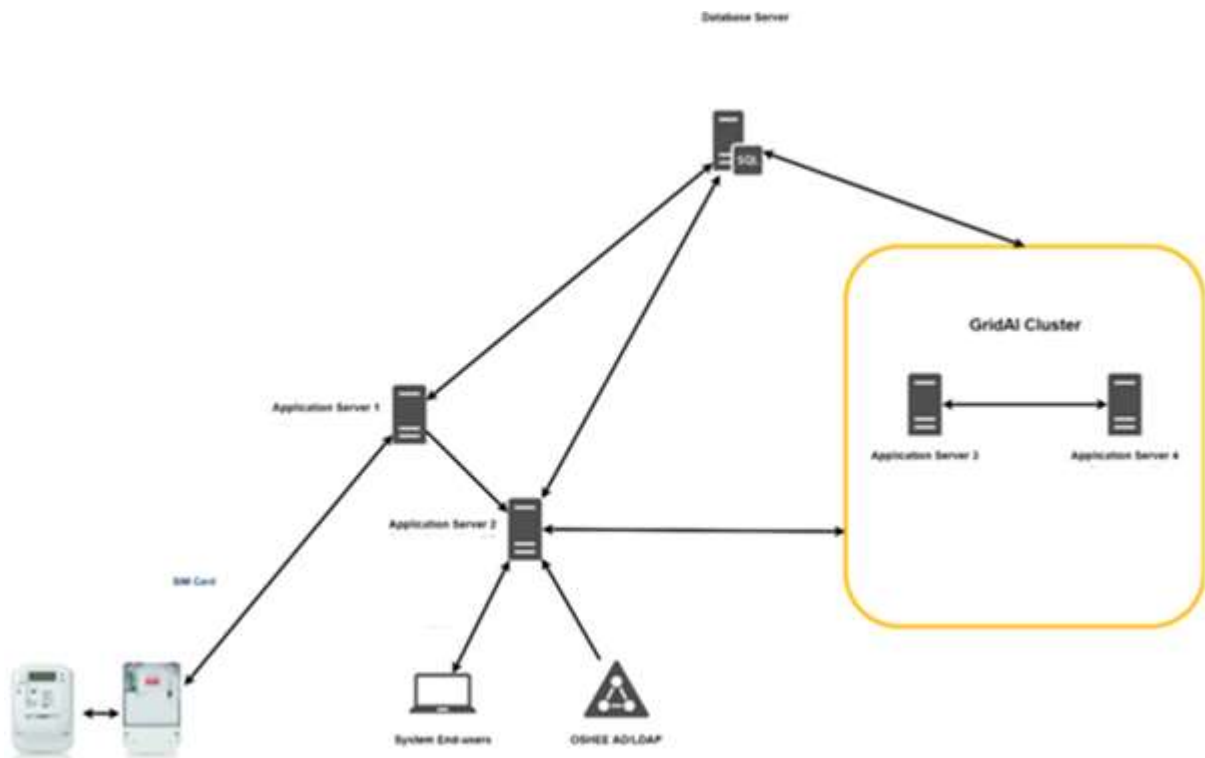 Database Server
SQL
GridAI Cluster
Application Server 1
Application Server 3
Application Server 4
Application Server 2
SIM Card
System End-users
OSHEE AD/LDAP